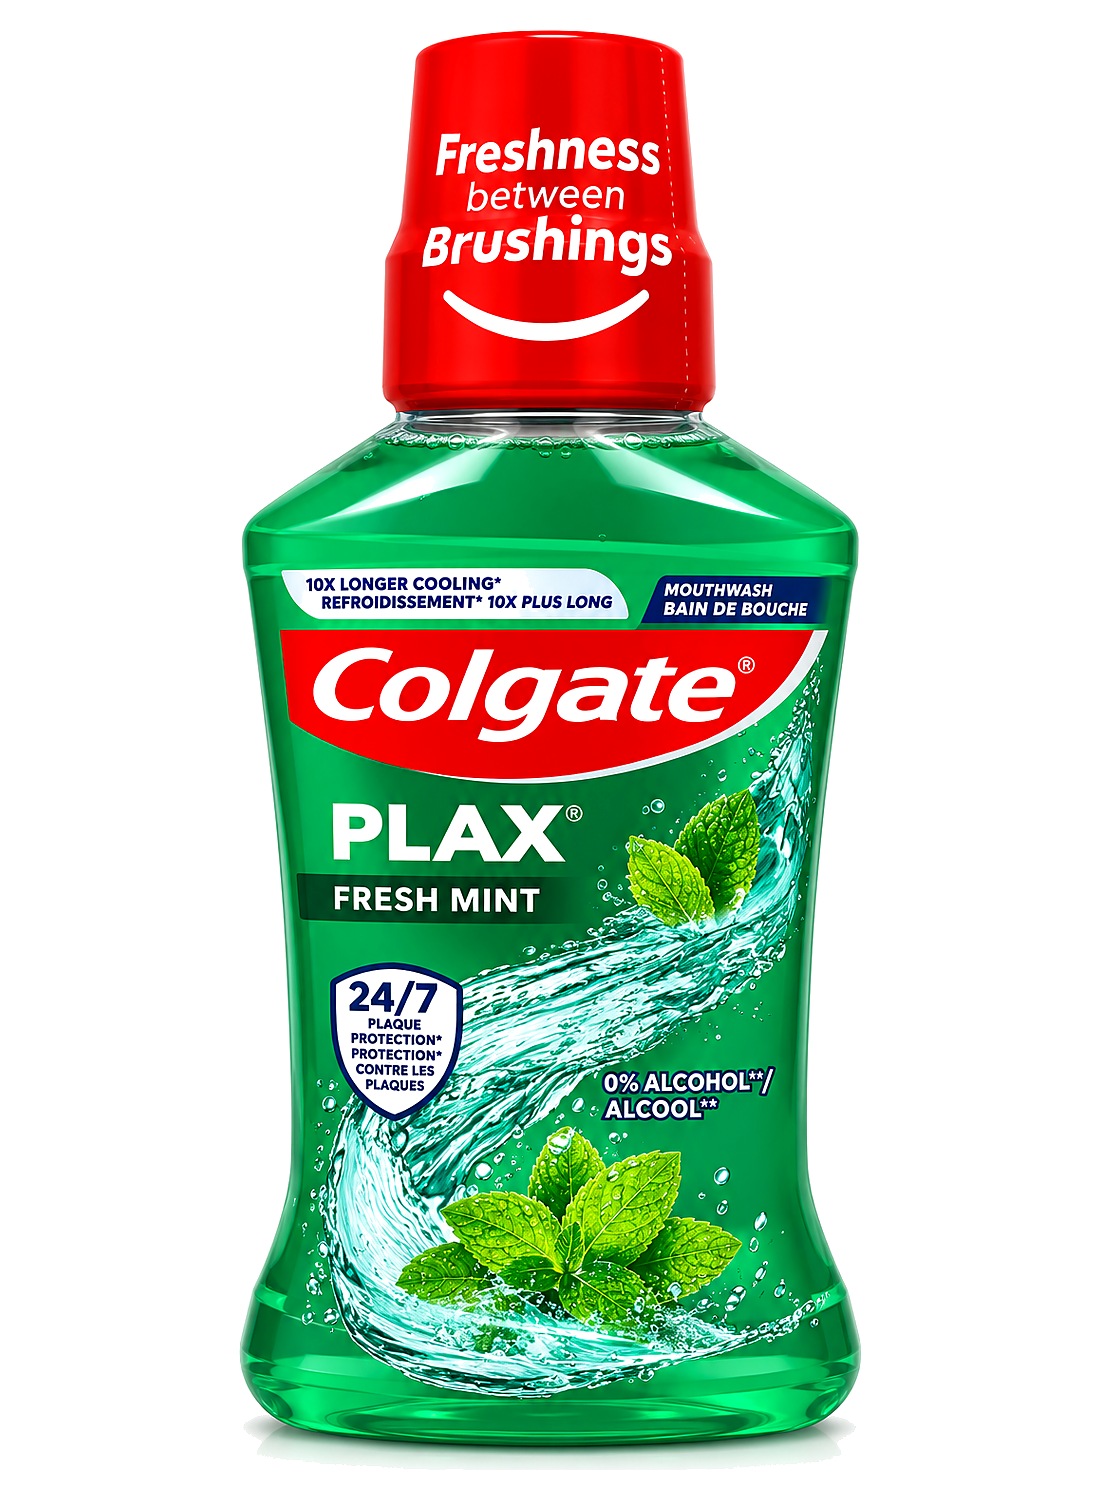 Freshness
between
Brushings
10X LONGER COOLING*
REFROIDISSEMENT* 10X PLUS LONG
MOUTHWASH
BAIN DE BOUCHE
Colgate®
PLAX®
FRESH MINT
24/7
PLAQUE
PROTECTION*
PROTECTION*
CONTRE LES
PLAQUES
0% ALCOHOL**/
ALCOOL**